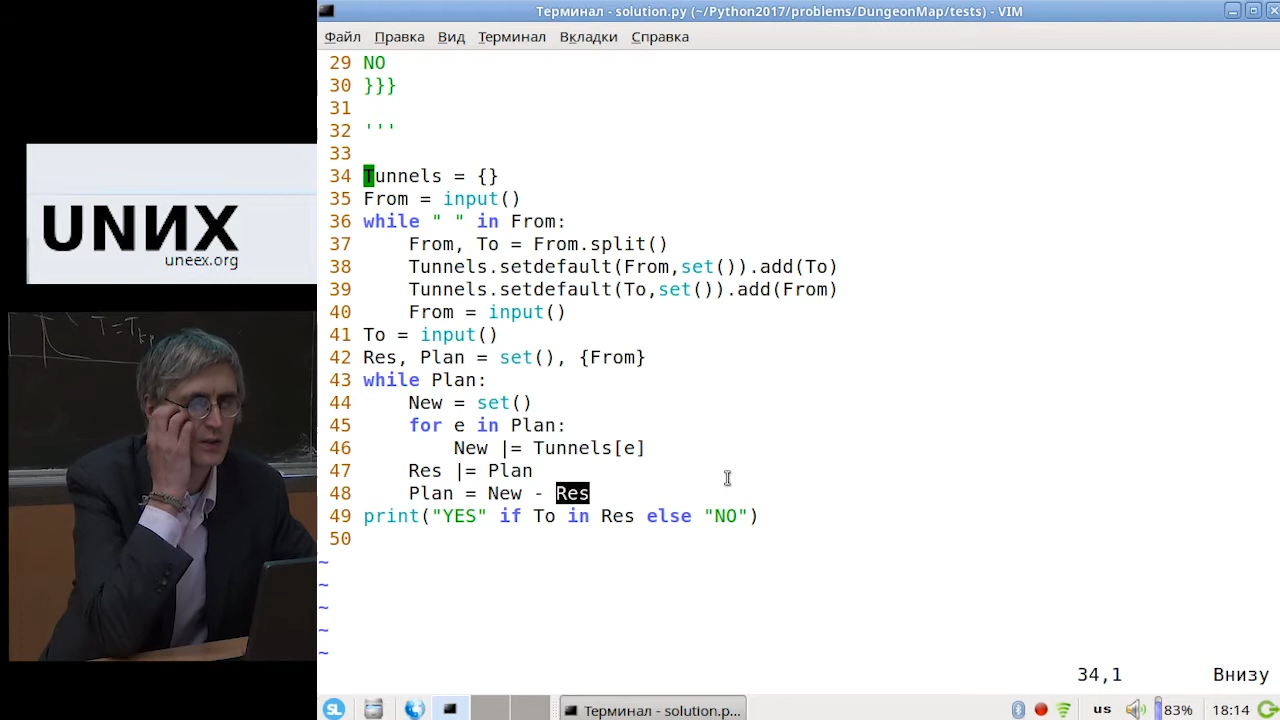 Терминал - solution.py (~/Python2017/problems/DungeonMap/tests) - VIM
Файл Правка Вид Терминал Вкладки Справка
29 NO
30 }}}
31
32 '''
33
34 Tunnels = {}
35 From = input()
36 while " " in From:
37     From, To = From.split()
38     Tunnels.setdefault(From,set()).add(To)
39     Tunnels.setdefault(To,set()).add(From)
40     From = input()
41 To = input()
42 Res, Plan = set(), {From}
43 while Plan:
44     New = set()
45     for e in Plan:
46         New |= Tunnels[e]
47     Res |= Plan
48     Plan = New - Res
49 print("YES" if To in Res else "NO")
50
~
~
~
~
~
34,1 Внизу
UNИX
uneex.org
T=Tкр
SL Терминал - solution.p... us 83% 18:14